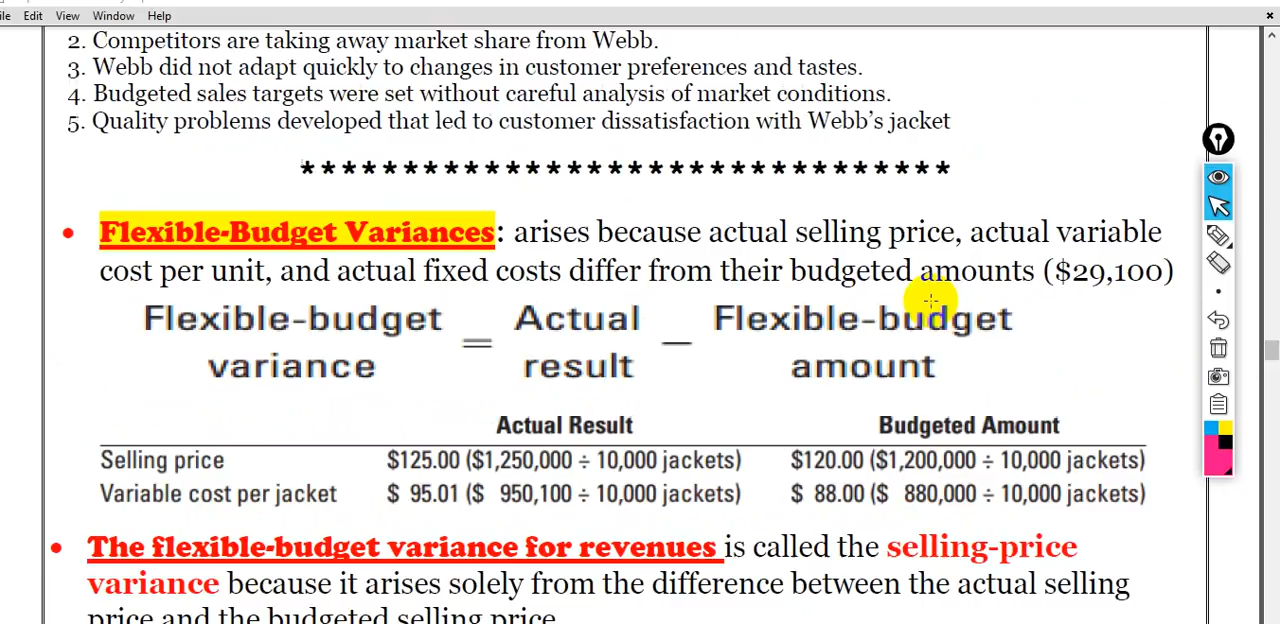 ile Edit View Window Help
2. Competitors are taking away market share from Webb.
3. Webb did not adapt quickly to changes in customer preferences and tastes.
4. Budgeted sales targets were set without careful analysis of market conditions.
5. Quality problems developed that led to customer dissatisfaction with Webb's jacket
********************************
• Flexible-Budget Variances: arises because actual selling price, actual variable
cost per unit, and actual fixed costs differ from their budgeted amounts ($29,100)
Flexible-budget variance = Actual result − Flexible-budget amount
Actual Result Budgeted Amount
Selling price $125.00 ($1,250,000 ÷ 10,000 jackets) $120.00 ($1,200,000 ÷ 10,000 jackets)
Variable cost per jacket $ 95.01 ($ 950,100 ÷ 10,000 jackets) $ 88.00 ($ 880,000 ÷ 10,000 jackets)
• The flexible-budget variance for revenues is called the selling-price
variance because it arises solely from the difference between the actual selling
price and the budgeted selling price.